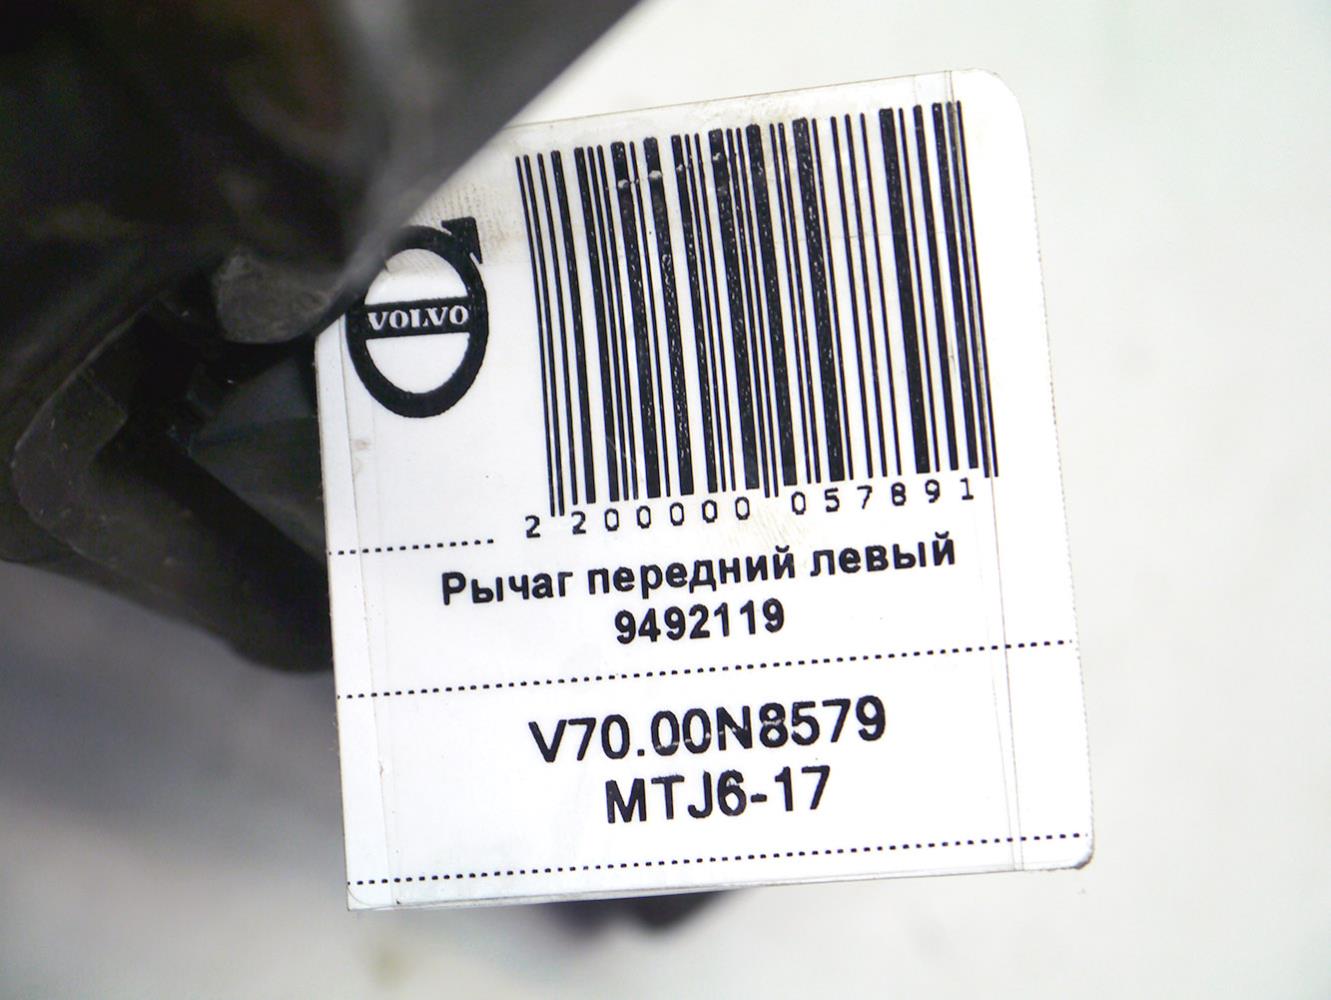 VOLVO
2 200000 057891
Рычаг передний левый
9492119
V70.00N8579
MTJ6-17